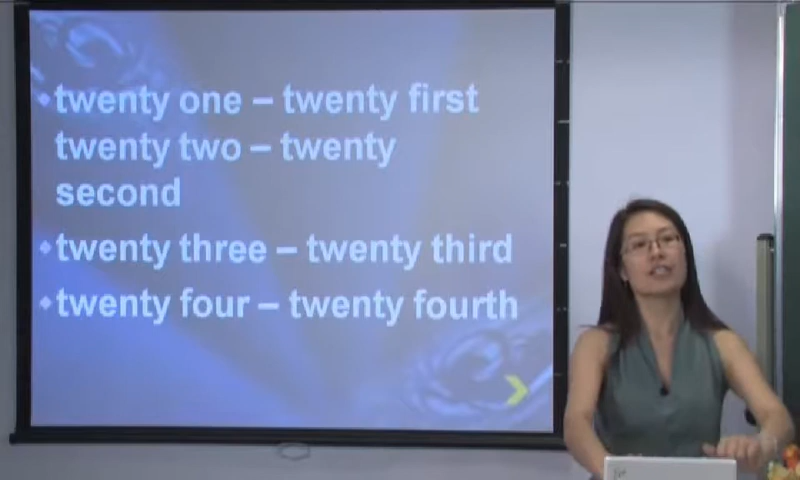 twenty one – twenty first
twenty two – twenty
second
twenty three – twenty third
twenty four – twenty fourth